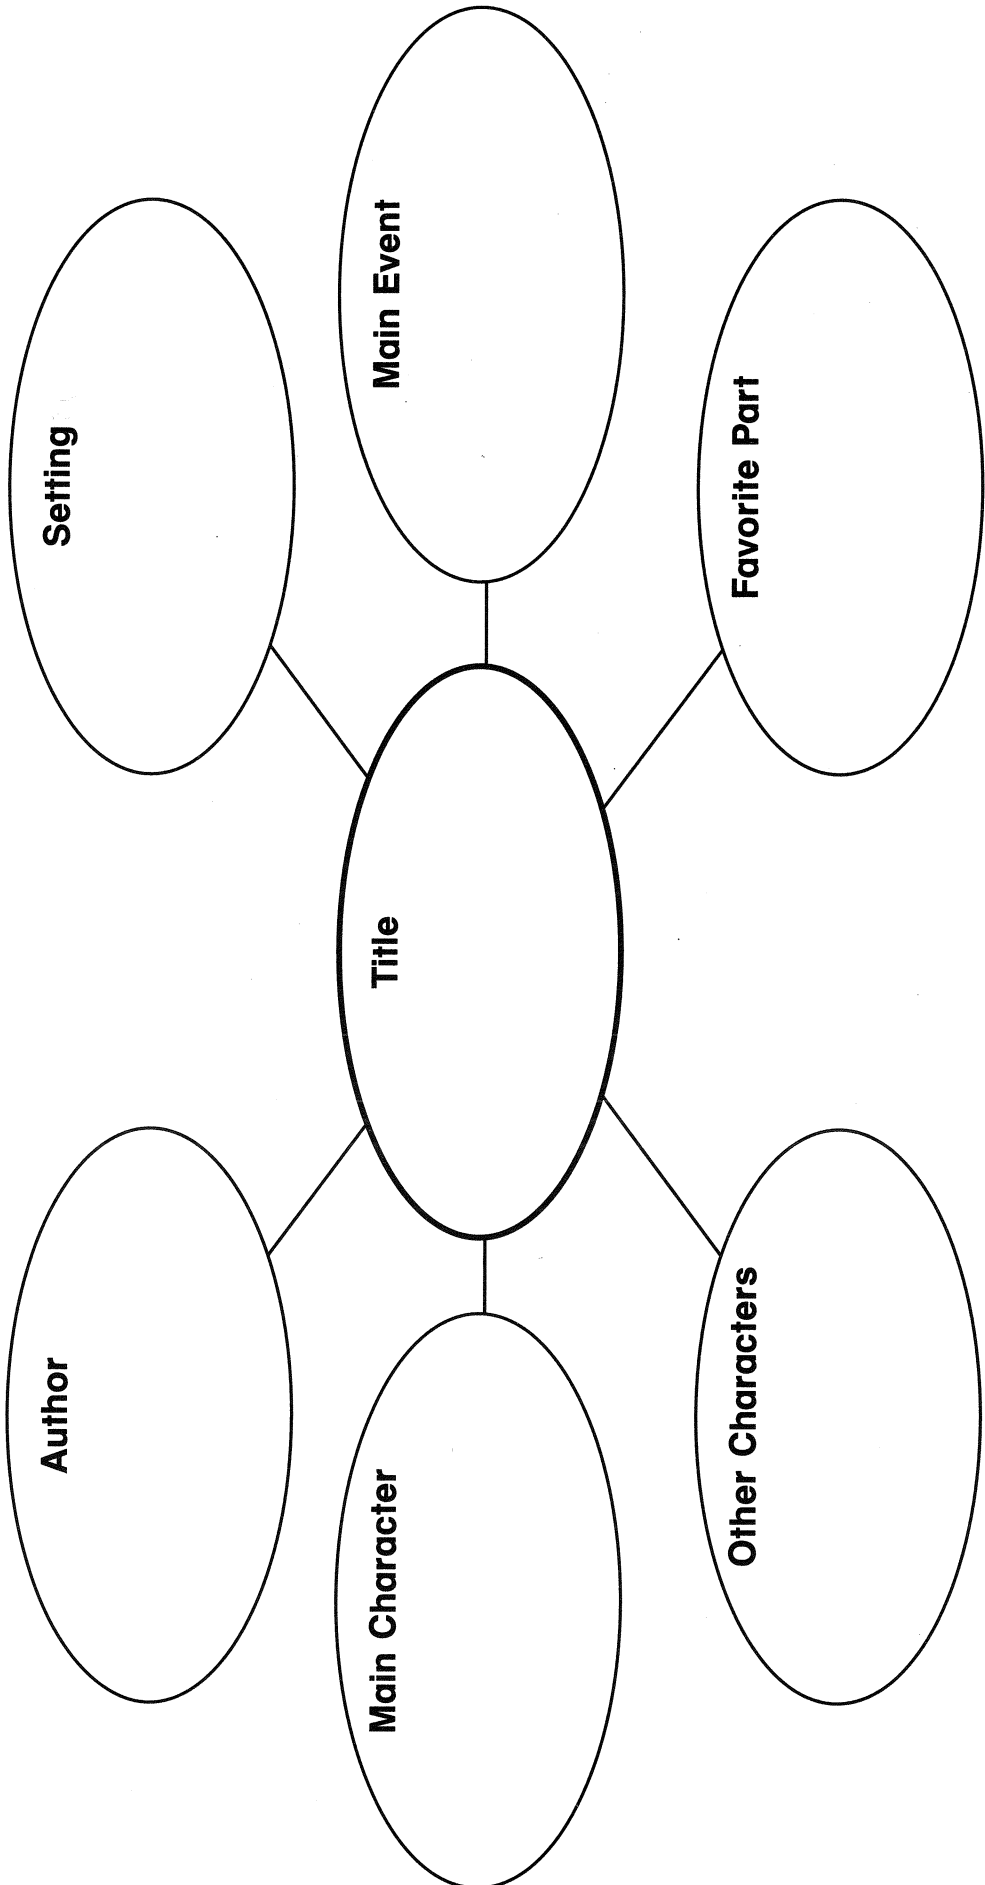 Author
Setting
Main Character
Title
Main Event
Other Characters
Favorite Part